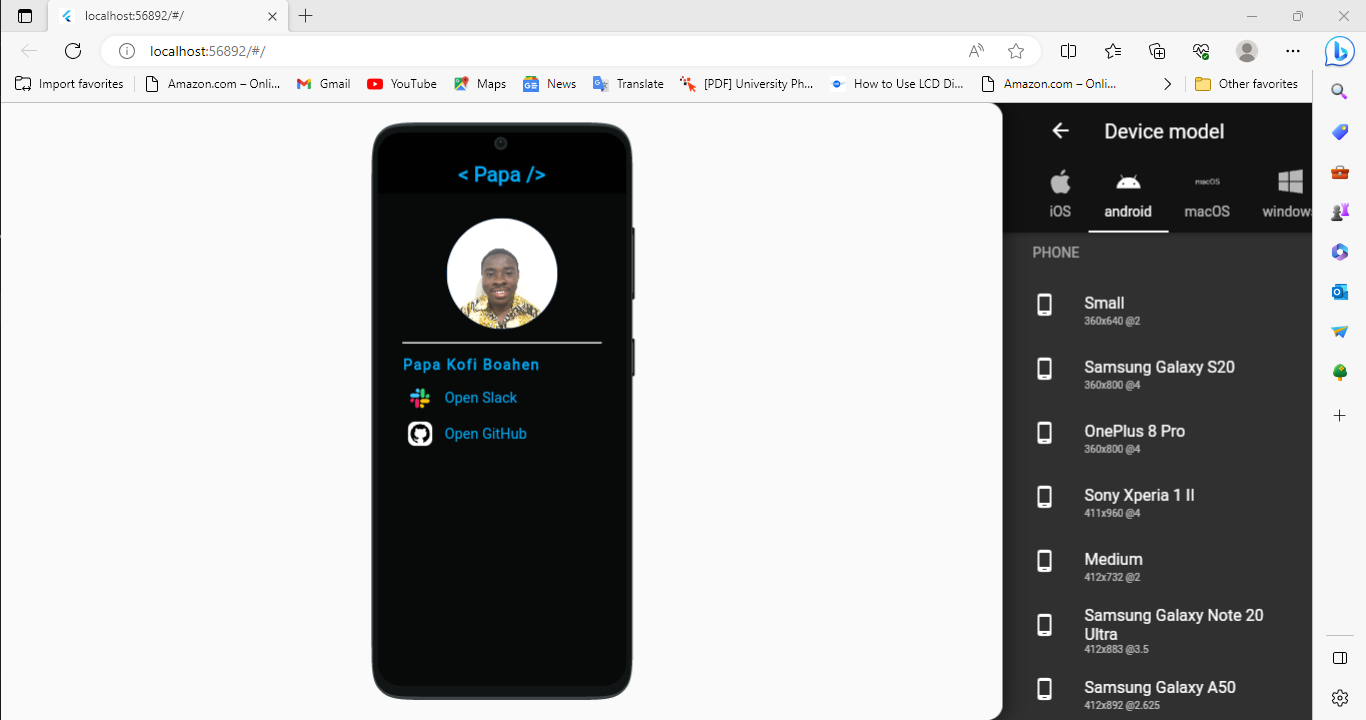 localhost:56892/#/
localhost:56892/#/
Import favorites
Amazon.com – Onli...
Gmail
YouTube
Maps
News
Translate
[PDF] University Ph...
How to Use LCD Di...
Amazon.com – Onli...
Other favorites
< Papa />
Papa Kofi Boahen
Open Slack
Open GitHub
Device model
macOS
iOS
android
macOS
window
PHONE
Small
360x640 @2
Samsung Galaxy S20
360x800 @4
OnePlus 8 Pro
360x800 @4
Sony Xperia 1 II
411x960 @4
Medium
412x732 @2
Samsung Galaxy Note 20
Ultra
412x883 @3.5
Samsung Galaxy A50
412x892 @2.625